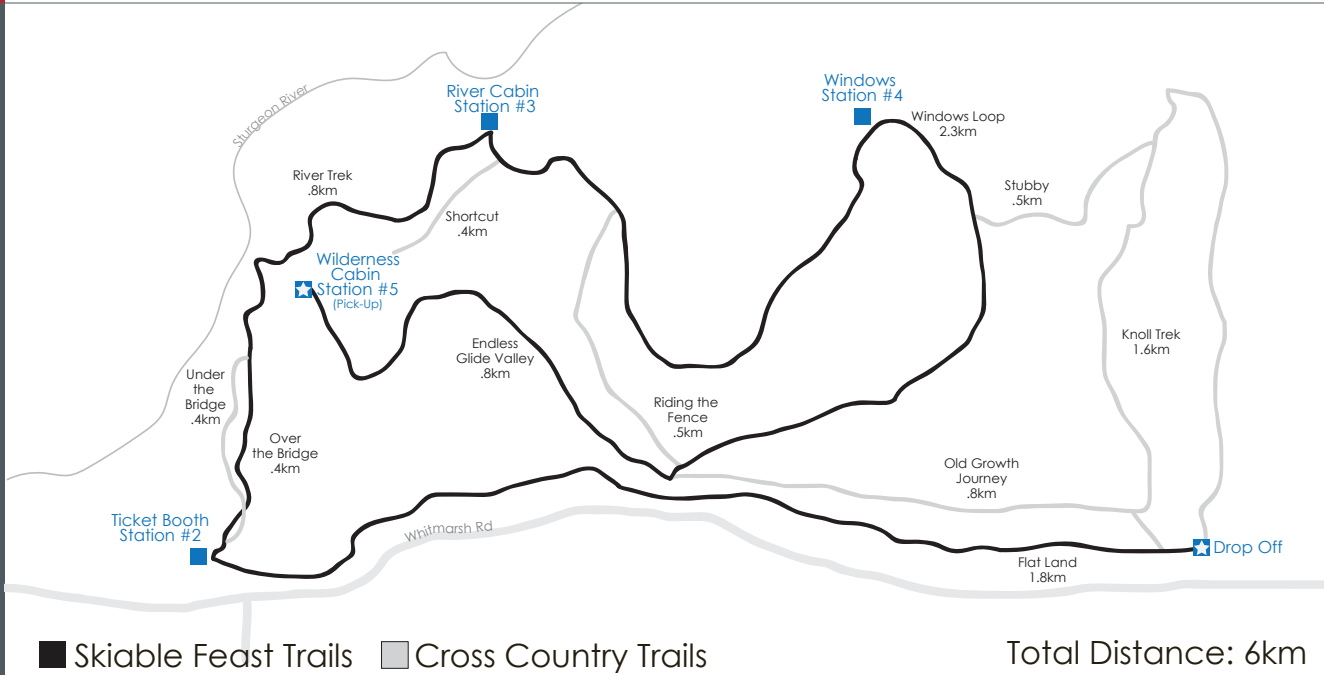 River Cabin
Station #3
Windows
Station #4
Windows Loop
2.3km
Sturgeon River
River Trek
.8km
Stubby
.5km
Shortcut
.4km
Wilderness
Cabin
Station #5
(Pick-Up)
Endless
Glide Valley
.8km
Knoll Trek
1.6km
Under
the
Bridge
.4km
Riding the
Fence
.5km
Over
the Bridge
.4km
Old Growth
Journey
.8km
Ticket Booth
Station #2
Whitmarsh Rd
Drop Off
Flat Land
1.8km
Skiable Feast Trails
Cross Country Trails
Total Distance: 6km